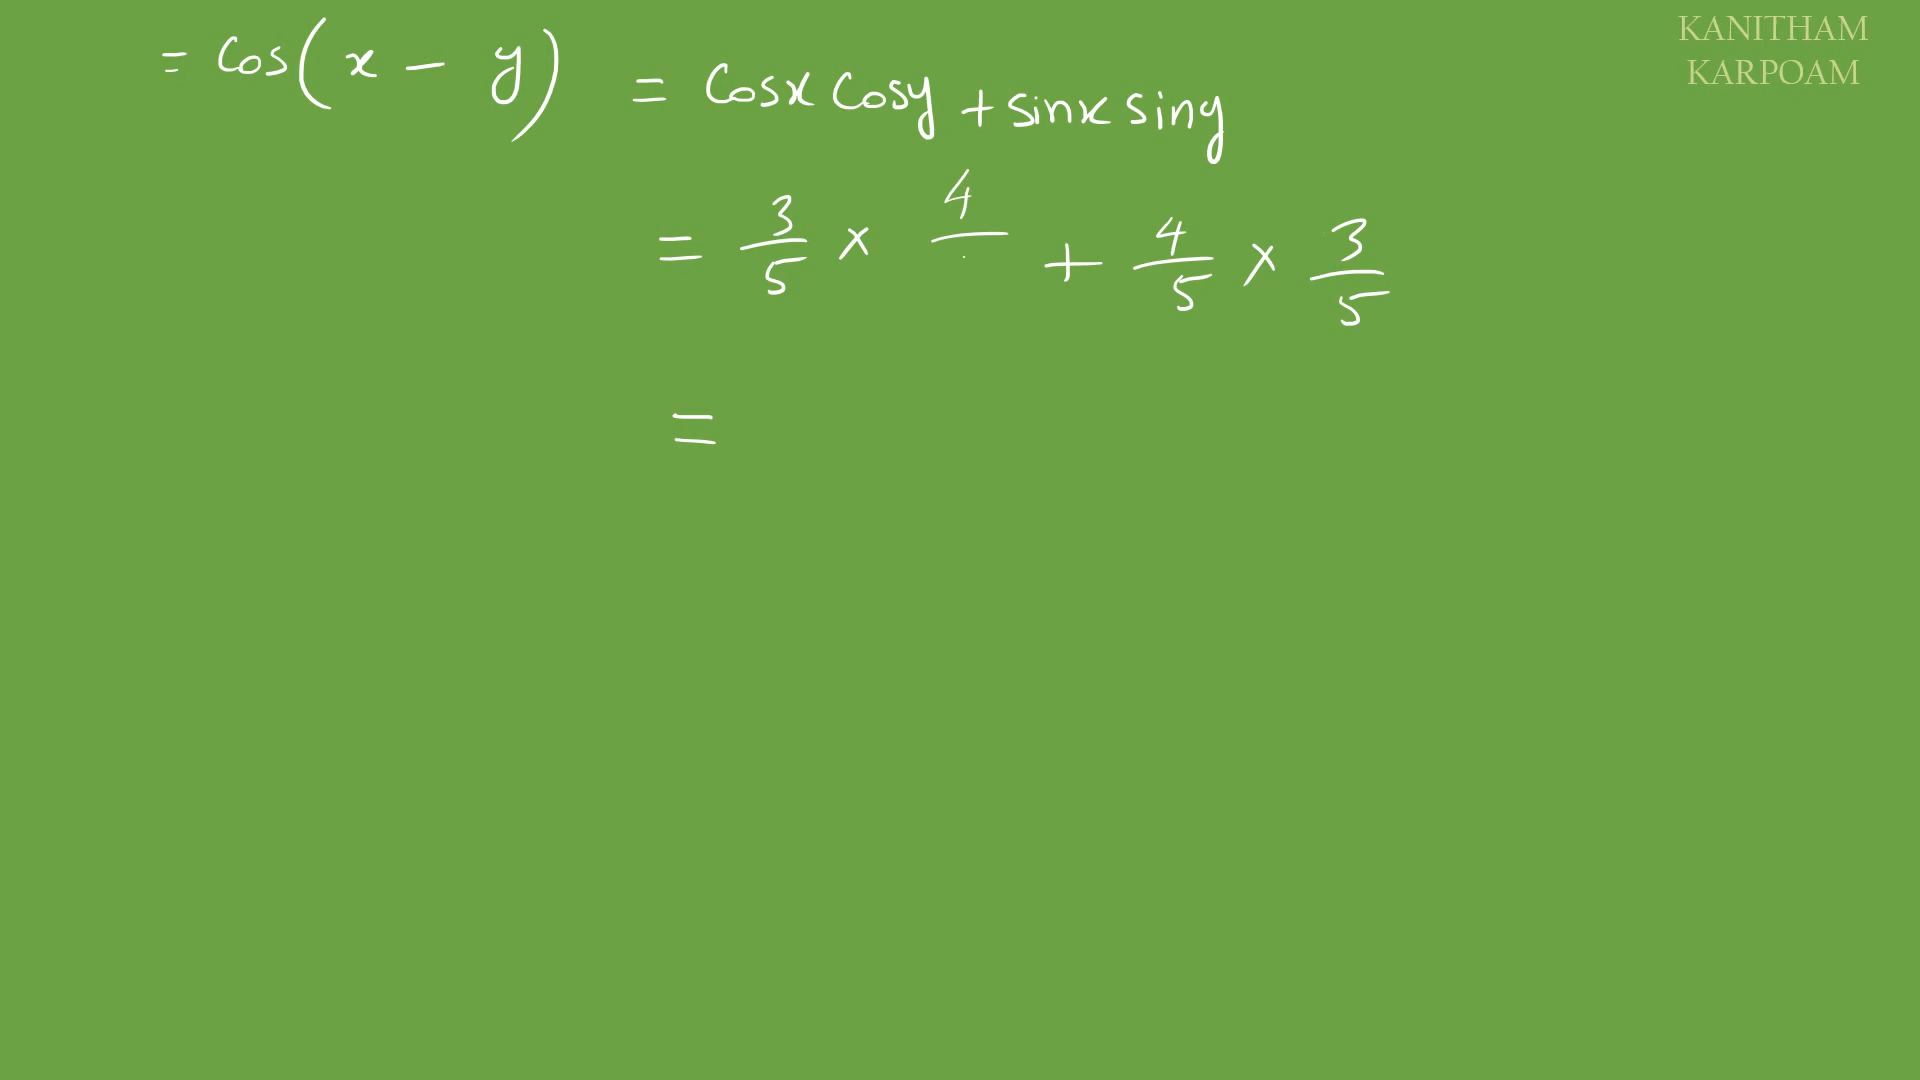 KANITHAM
KARPOAM
= Cos(x - y) = Cosx Cosy + sinx siny
= 3/5 × 4/ + 4/5 × 3/5
=